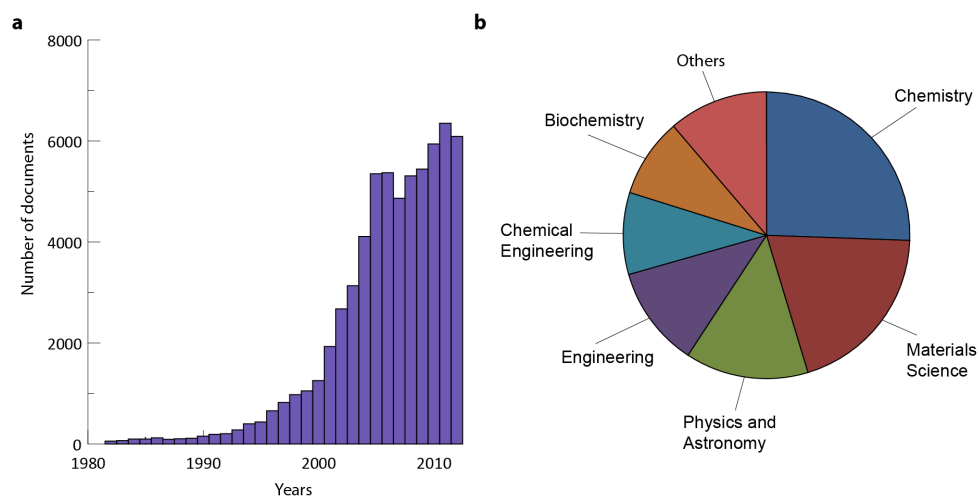 a
8000
6000
4000
2000
0
Number of documents
1980
1990
2000
2010
Years
b
Others
Chemistry
Biochemistry
Chemical
Engineering
Engineering
Materials
Science
Physics and
Astronomy